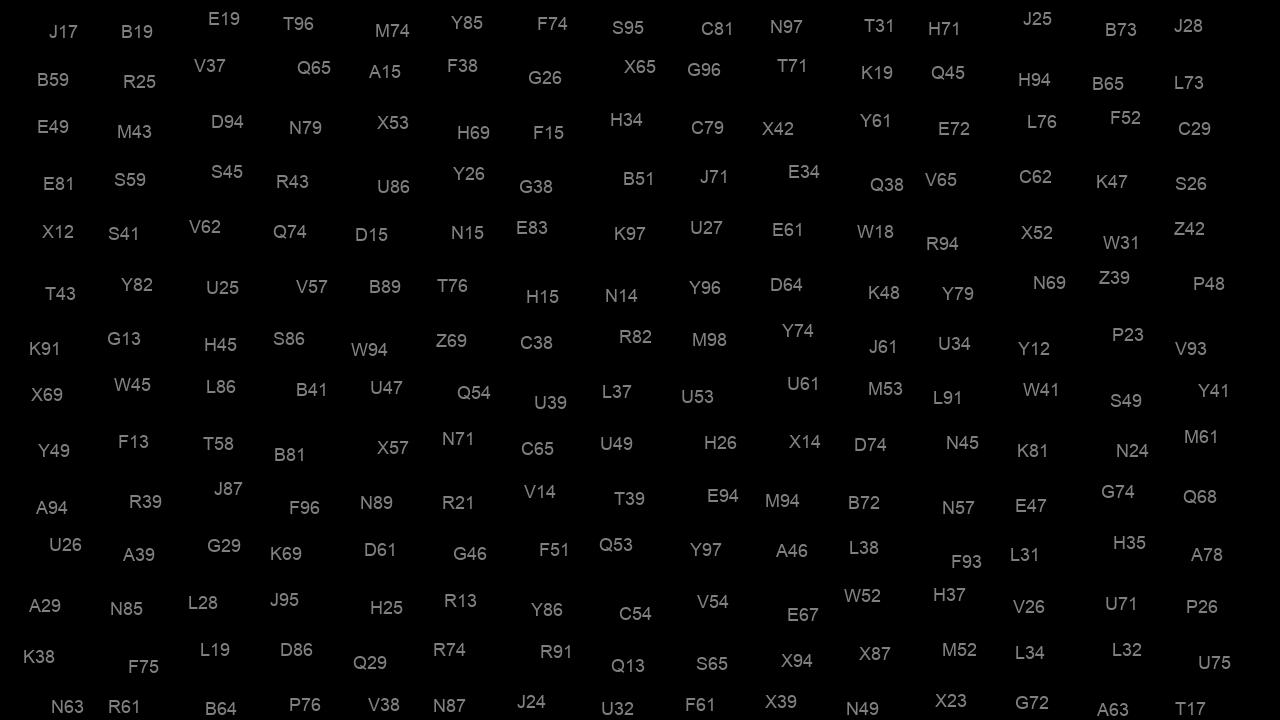 J17 B19 E19 T96 M74 Y85 F74 S95 C81 N97 T31 H71 J25 B73 J28
B59 R25 V37 Q65 A15 F38 G26 X65 G96 T71 K19 Q45 H94 B65 L73
E49 M43 D94 N79 X53 H69 F15 H34 C79 X42 Y61 E72 L76 F52 C29
E81 S59 S45 R43 U86 Y26 G38 B51 J71 E34 Q38 V65 C62 K47 S26
X12 S41 V62 Q74 D15 N15 E83 K97 U27 E61 W18 R94 X52 W31 Z42
T43 Y82 U25 V57 B89 T76 H15 N14 Y96 D64 K48 Y79 N69 Z39 P48
K91 G13 H45 S86 W94 Z69 C38 R82 M98 Y74 J61 U34 Y12 P23 V93
X69 W45 L86 B41 U47 Q54 U39 L37 U53 U61 M53 L91 W41 S49 Y41
Y49 F13 T58 B81 X57 N71 C65 U49 H26 X14 D74 N45 K81 N24 M61
A94 R39 J87 F96 N89 R21 V14 T39 E94 M94 B72 N57 E47 G74 Q68
U26 A39 G29 K69 D61 G46 F51 Q53 Y97 A46 L38 F93 L31 H35 A78
A29 N85 L28 J95 H25 R13 Y86 C54 V54 E67 W52 H37 V26 U71 P26
K38 F75 L19 D86 Q29 R74 R91 Q13 S65 X94 X87 M52 L34 L32 U75
N63 R61 B64 P76 V38 N87 J24 U32 F61 X39 N49 X23 G72 A63 T17